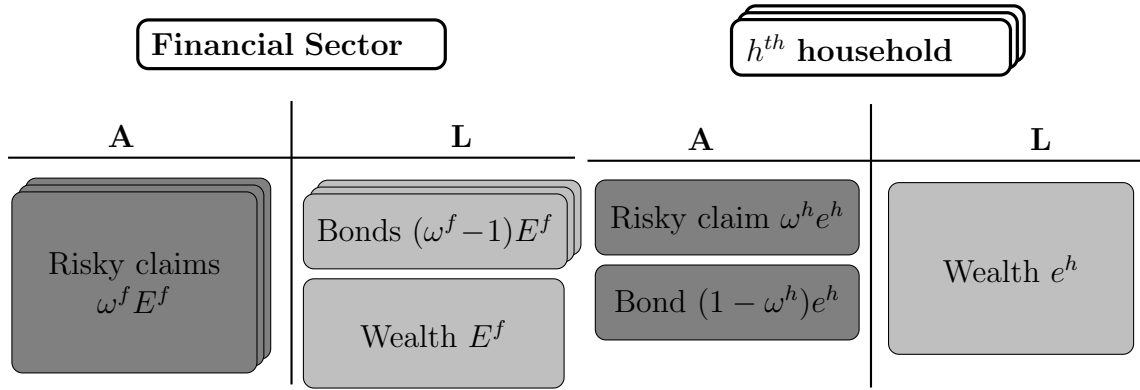 Financial Sector
A
L
Risky claims
ω^f E^f
Bonds (ω^f −1)E^f
Wealth E^f
h^{th} household
A
L
Risky claim ω^h e^h
Bond (1 − ω^h)e^h
Wealth e^h